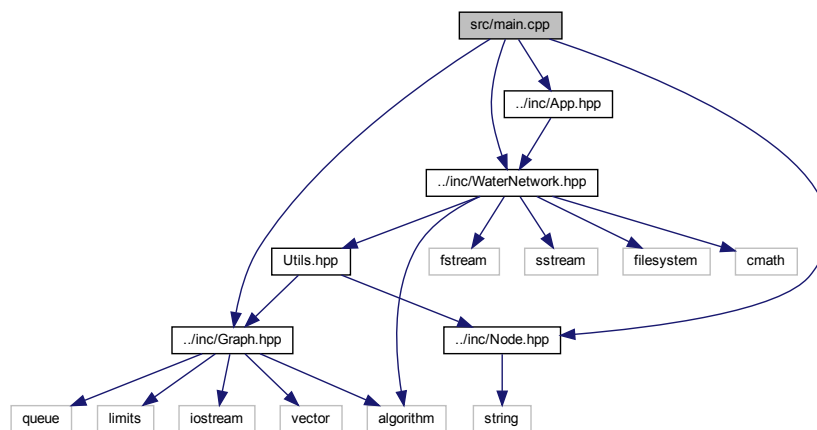 src/main.cpp
../inc/App.hpp
../inc/WaterNetwork.hpp
Utils.hpp
fstream
sstream
filesystem
cmath
../inc/Graph.hpp
../inc/Node.hpp
queue
limits
iostream
vector
algorithm
string